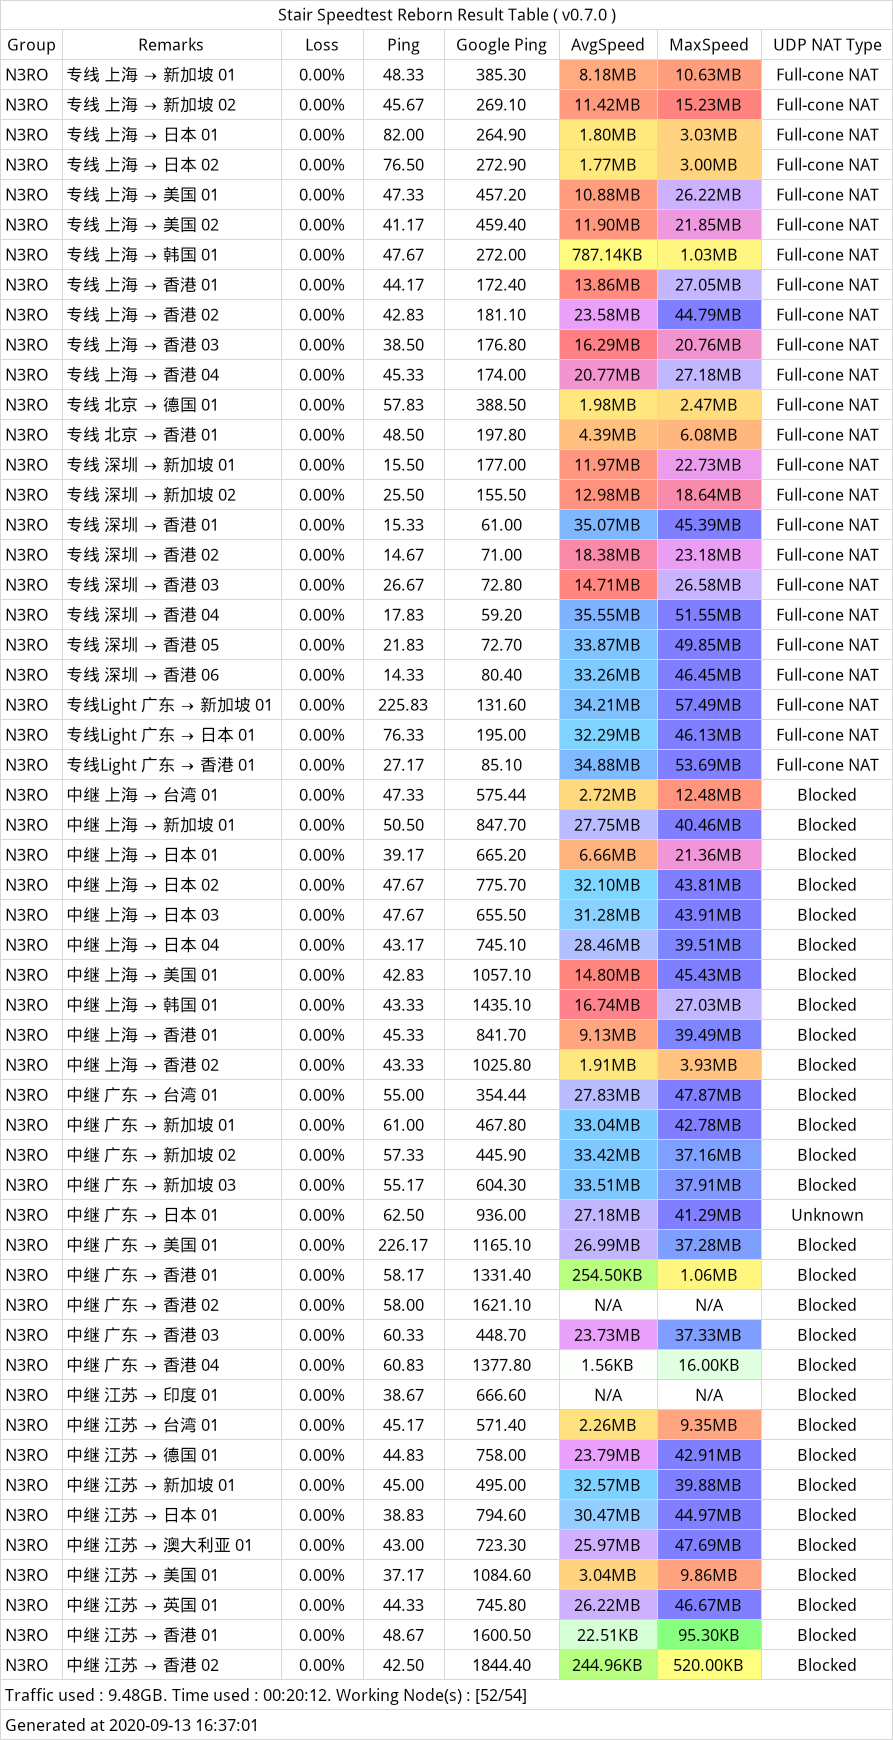 Stair Speedtest Reborn Result Table ( v0.7.0 )
Group Remarks Loss Ping Google Ping AvgSpeed MaxSpeed UDP NAT Type
N3RO 专线 上海 → 新加坡 01 0.00% 48.33 385.30 8.18MB 10.63MB Full-cone NAT
N3RO 专线 上海 → 新加坡 02 0.00% 45.67 269.10 11.42MB 15.23MB Full-cone NAT
N3RO 专线 上海 → 日本 01 0.00% 82.00 264.90 1.80MB 3.03MB Full-cone NAT
N3RO 专线 上海 → 日本 02 0.00% 76.50 272.90 1.77MB 3.00MB Full-cone NAT
N3RO 专线 上海 → 美国 01 0.00% 47.33 457.20 10.88MB 26.22MB Full-cone NAT
N3RO 专线 上海 → 美国 02 0.00% 41.17 459.40 11.90MB 21.85MB Full-cone NAT
N3RO 专线 上海 → 韩国 01 0.00% 47.67 272.00 787.14KB 1.03MB Full-cone NAT
N3RO 专线 上海 → 香港 01 0.00% 44.17 172.40 13.86MB 27.05MB Full-cone NAT
N3RO 专线 上海 → 香港 02 0.00% 42.83 181.10 23.58MB 44.79MB Full-cone NAT
N3RO 专线 上海 → 香港 03 0.00% 38.50 176.80 16.29MB 20.76MB Full-cone NAT
N3RO 专线 上海 → 香港 04 0.00% 45.33 174.00 20.77MB 27.18MB Full-cone NAT
N3RO 专线 北京 → 德国 01 0.00% 57.83 388.50 1.98MB 2.47MB Full-cone NAT
N3RO 专线 北京 → 香港 01 0.00% 48.50 197.80 4.39MB 6.08MB Full-cone NAT
N3RO 专线 深圳 → 新加坡 01 0.00% 15.50 177.00 11.97MB 22.73MB Full-cone NAT
N3RO 专线 深圳 → 新加坡 02 0.00% 25.50 155.50 12.98MB 18.64MB Full-cone NAT
N3RO 专线 深圳 → 香港 01 0.00% 15.33 61.00 35.07MB 45.39MB Full-cone NAT
N3RO 专线 深圳 → 香港 02 0.00% 14.67 71.00 18.38MB 23.18MB Full-cone NAT
N3RO 专线 深圳 → 香港 03 0.00% 26.67 72.80 14.71MB 26.58MB Full-cone NAT
N3RO 专线 深圳 → 香港 04 0.00% 17.83 59.20 35.55MB 51.55MB Full-cone NAT
N3RO 专线 深圳 → 香港 05 0.00% 21.83 72.70 33.87MB 49.85MB Full-cone NAT
N3RO 专线 深圳 → 香港 06 0.00% 14.33 80.40 33.26MB 46.45MB Full-cone NAT
N3RO 专线Light 广东 → 新加坡 01 0.00% 225.83 131.60 34.21MB 57.49MB Full-cone NAT
N3RO 专线Light 广东 → 日本 01 0.00% 76.33 195.00 32.29MB 46.13MB Full-cone NAT
N3RO 专线Light 广东 → 香港 01 0.00% 27.17 85.10 34.88MB 53.69MB Full-cone NAT
N3RO 中继 上海 → 台湾 01 0.00% 47.33 575.44 2.72MB 12.48MB Blocked
N3RO 中继 上海 → 新加坡 01 0.00% 50.50 847.70 27.75MB 40.46MB Blocked
N3RO 中继 上海 → 日本 01 0.00% 39.17 665.20 6.66MB 21.36MB Blocked
N3RO 中继 上海 → 日本 02 0.00% 47.67 775.70 32.10MB 43.81MB Blocked
N3RO 中继 上海 → 日本 03 0.00% 47.67 655.50 31.28MB 43.91MB Blocked
N3RO 中继 上海 → 日本 04 0.00% 43.17 745.10 28.46MB 39.51MB Blocked
N3RO 中继 上海 → 美国 01 0.00% 42.83 1057.10 14.80MB 45.43MB Blocked
N3RO 中继 上海 → 韩国 01 0.00% 43.33 1435.10 16.74MB 27.03MB Blocked
N3RO 中继 上海 → 香港 01 0.00% 45.33 841.70 9.13MB 39.49MB Blocked
N3RO 中继 上海 → 香港 02 0.00% 43.33 1025.80 1.91MB 3.93MB Blocked
N3RO 中继 广东 → 台湾 01 0.00% 55.00 354.44 27.83MB 47.87MB Blocked
N3RO 中继 广东 → 新加坡 01 0.00% 61.00 467.80 33.04MB 42.78MB Blocked
N3RO 中继 广东 → 新加坡 02 0.00% 57.33 445.90 33.42MB 37.16MB Blocked
N3RO 中继 广东 → 新加坡 03 0.00% 55.17 604.30 33.51MB 37.91MB Blocked
N3RO 中继 广东 → 日本 01 0.00% 62.50 936.00 27.18MB 41.29MB Unknown
N3RO 中继 广东 → 美国 01 0.00% 226.17 1165.10 26.99MB 37.28MB Blocked
N3RO 中继 广东 → 香港 01 0.00% 58.17 1331.40 254.50KB 1.06MB Blocked
N3RO 中继 广东 → 香港 02 0.00% 58.00 1621.10 N/A N/A Blocked
N3RO 中继 广东 → 香港 03 0.00% 60.33 448.70 23.73MB 37.33MB Blocked
N3RO 中继 广东 → 香港 04 0.00% 60.83 1377.80 1.56KB 16.00KB Blocked
N3RO 中继 江苏 → 印度 01 0.00% 38.67 666.60 N/A N/A Blocked
N3RO 中继 江苏 → 台湾 01 0.00% 45.17 571.40 2.26MB 9.35MB Blocked
N3RO 中继 江苏 → 德国 01 0.00% 44.83 758.00 23.79MB 42.91MB Blocked
N3RO 中继 江苏 → 新加坡 01 0.00% 45.00 495.00 32.57MB 39.88MB Blocked
N3RO 中继 江苏 → 日本 01 0.00% 38.83 794.60 30.47MB 44.97MB Blocked
N3RO 中继 江苏 → 澳大利亚 01 0.00% 43.00 723.30 25.97MB 47.69MB Blocked
N3RO 中继 江苏 → 美国 01 0.00% 37.17 1084.60 3.04MB 9.86MB Blocked
N3RO 中继 江苏 → 英国 01 0.00% 44.33 745.80 26.22MB 46.67MB Blocked
N3RO 中继 江苏 → 香港 01 0.00% 48.67 1600.50 22.51KB 95.30KB Blocked
N3RO 中继 江苏 → 香港 02 0.00% 42.50 1844.40 244.96KB 520.00KB Blocked
Traffic used : 9.48GB. Time used : 00:20:12. Working Node(s) : [52/54]
Generated at 2020-09-13 16:37:01